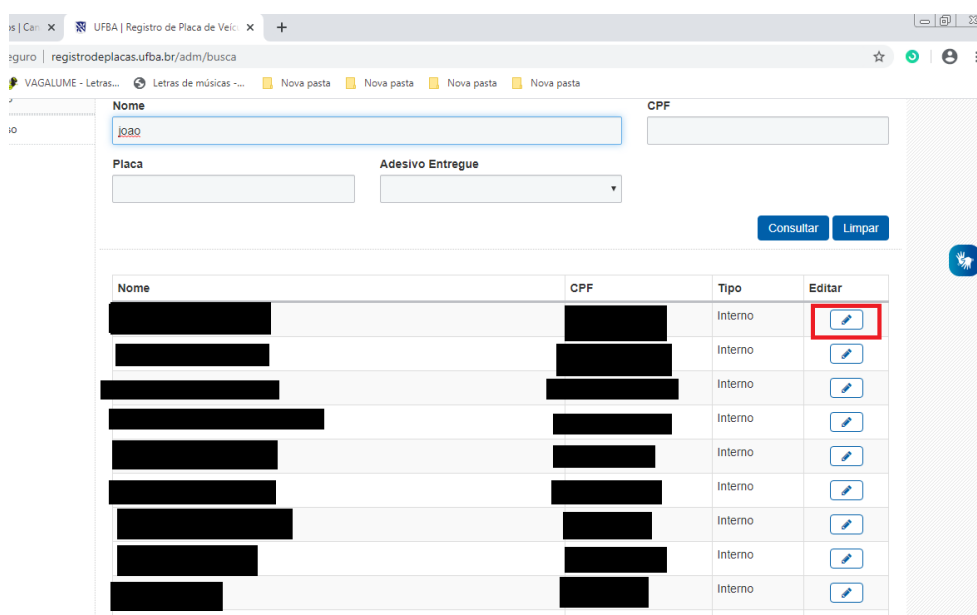 os | Can
UFBA | Registro de Placa de Veíc
eguro | registrodeplacas.ufba.br/adm/busca
VAGALUME - Letras... Letras de músicas -... Nova pasta Nova pasta Nova pasta Nova pasta
Nome CPF
so
joao
Placa Adesivo Entregue
Consultar Limpar
Nome CPF Tipo Editar
Interno
Interno
Interno
Interno
Interno
Interno
Interno
Interno
Interno